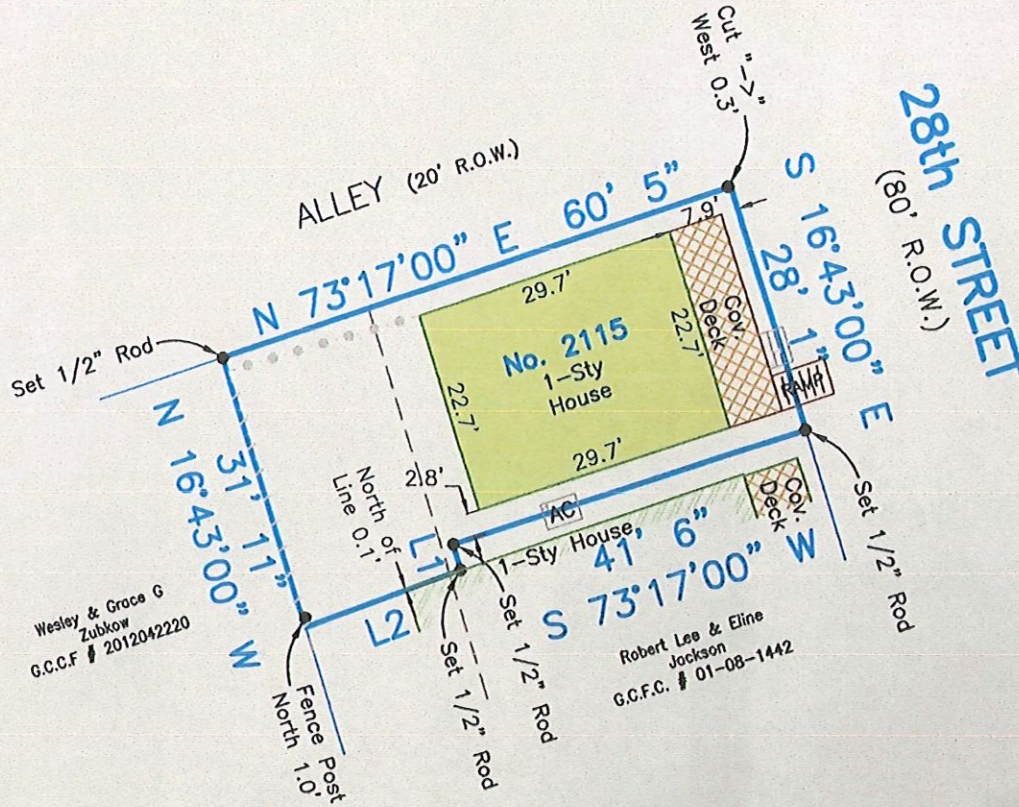 Cut "->"
West 0.3'
28th STREET
(80' R.O.W.)
ALLEY (20' R.O.W.)
N 73°17'00" E 60' 5"
7.9'
S 16°43'00" E
28' 1"
29.7'
No. 2115
1-Sty
House
22.7'
Cov.
Deck
RAMP
22.7'
29.7'
Set 1/2" Rod
N 16°43'00" W
31' 11"
2.8'
North of
Line 0.1'
AC
L1
1-Sty House
Cov.
Deck
41' 6"
S 73°17'00" W
L2
Set 1/2" Rod
Set 1/2" Rod
Set 1/2" Rod
Wesley & Grace G
Zubkow
G.C.C.F # 2012042220
Robert Lee & Eline
Jackson
G.C.F.C. # 01-08-1442
Fence Post
North 1.0'